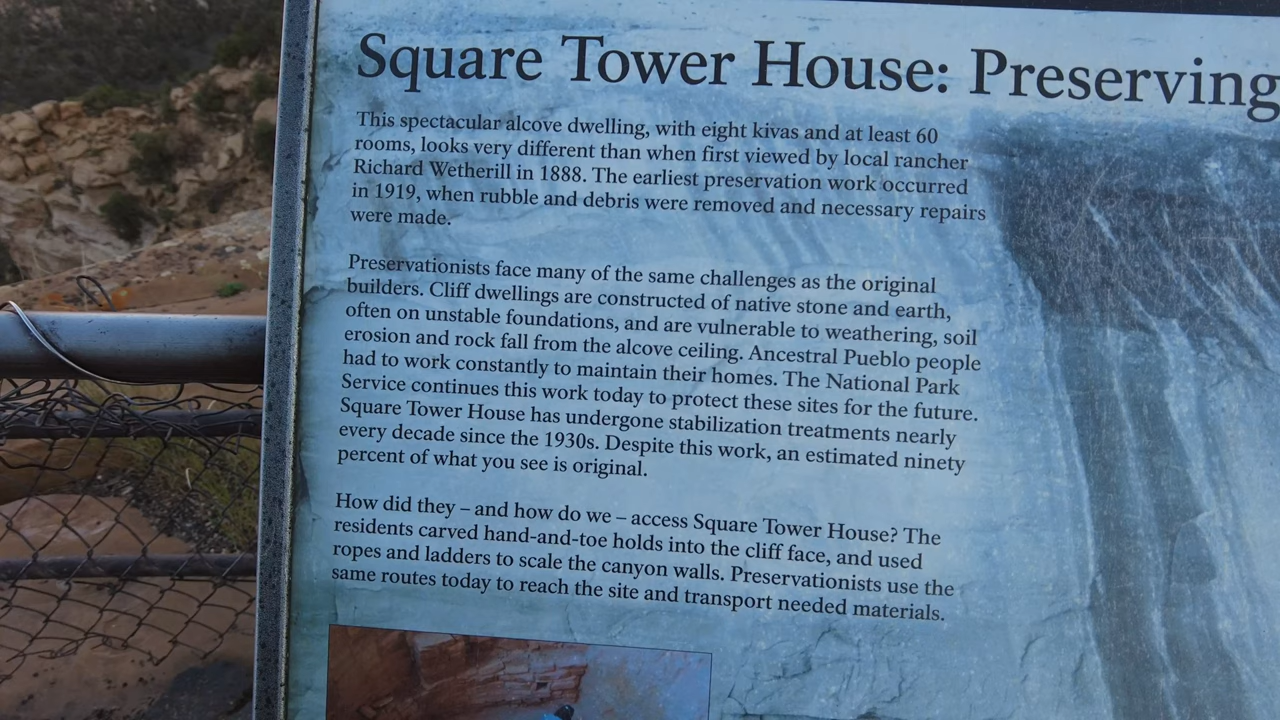 Square Tower House: Preserving
This spectacular alcove dwelling, with eight kivas and at least 60
rooms, looks very different than when first viewed by local rancher
Richard Wetherill in 1888. The earliest preservation work occurred
in 1919, when rubble and debris were removed and necessary repairs
were made.
Preservationists face many of the same challenges as the original
builders. Cliff dwellings are constructed of native stone and earth,
often on unstable foundations, and are vulnerable to weathering, soil
erosion and rock fall from the alcove ceiling. Ancestral Pueblo people
had to work constantly to maintain their homes. The National Park
Service continues this work today to protect these sites for the future.
Square Tower House has undergone stabilization treatments nearly
every decade since the 1930s. Despite this work, an estimated ninety
percent of what you see is original.
How did they – and how do we – access Square Tower House? The
residents carved hand-and-toe holds into the cliff face, and used
ropes and ladders to scale the canyon walls. Preservationists use the
same routes today to reach the site and transport needed materials.